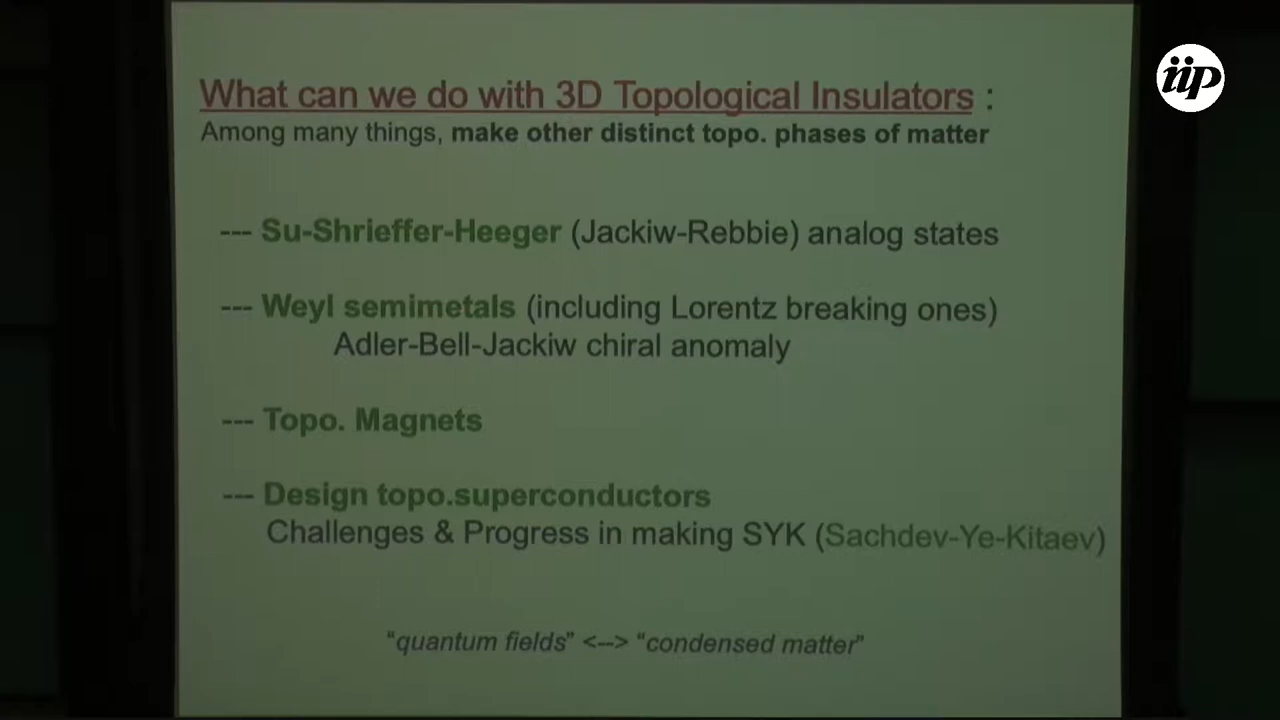 What can we do with 3D Topological Insulators :
Among many things, make other distinct topo. phases of matter
--- Su-Shrieffer-Heeger (Jackiw-Rebbie) analog states
--- Weyl semimetals (including Lorentz breaking ones)
Adler-Bell-Jackiw chiral anomaly
--- Topo. Magnets
--- Design topo.superconductors
Challenges & Progress in making SYK (Sachdev-Ye-Kitaev)
“quantum fields” <--> “condensed matter”
iip